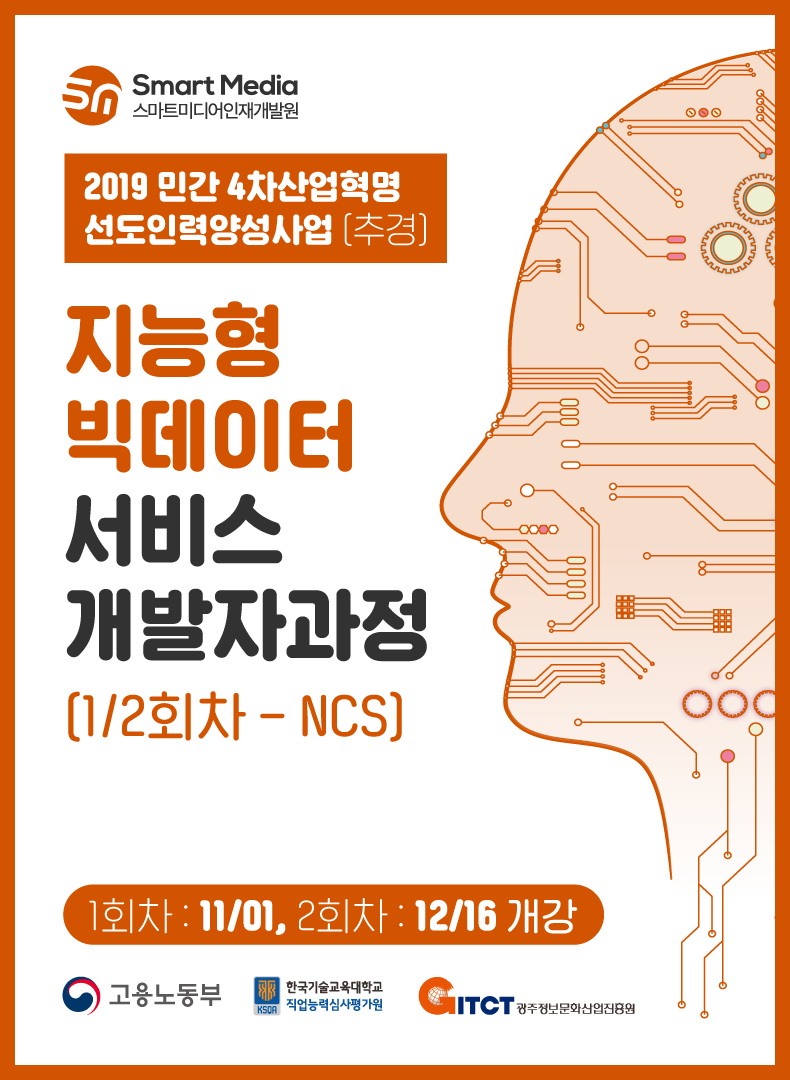 Smart Media
스마트미디어인재개발원
2019 민간 4차산업혁명
선도인력양성사업 (추경)
지능형
빅데이터
서비스
개발자과정
(1/2회차 – NCS)
1회차 : 11/01, 2회차 : 12/16 개강
고용노동부
KSQA
한국기술교육대학교
직업능력심사평가원
GITCT 광주정보문화산업진흥원